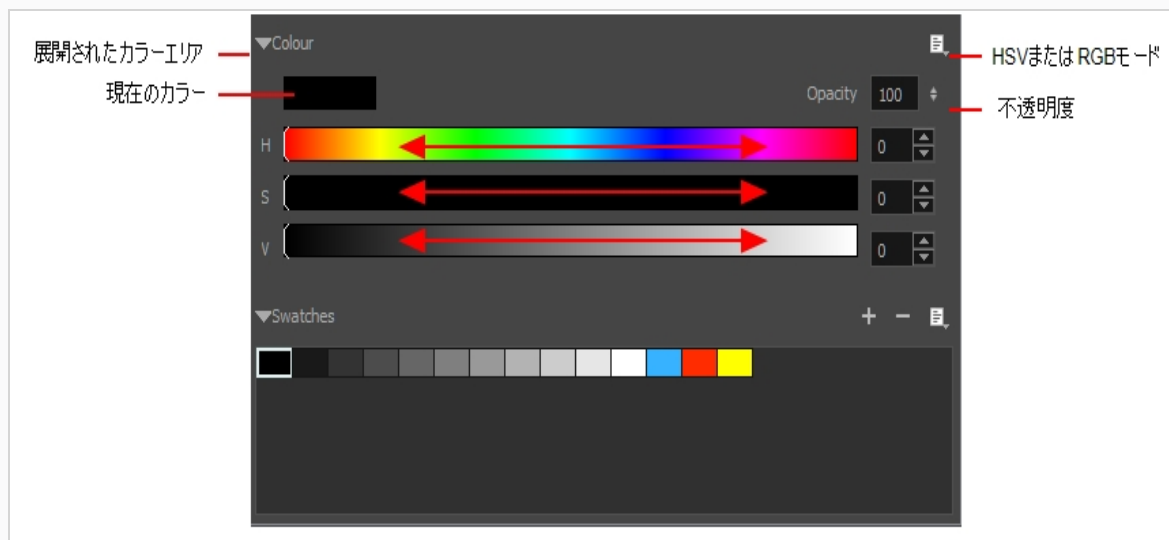 展開されたカラーエリア
Colour
HSVまたは RGBモード
現在のカラー
Opacity 100
不透明度
H 0
S 0
V 0
Swatches